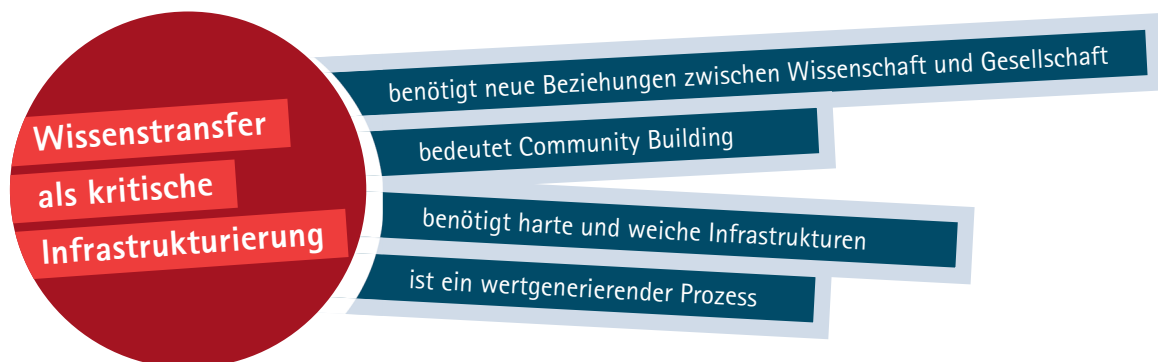 Wissenstransfer
als kritische
Infrastrukturierung
benötigt neue Beziehungen zwischen Wissenschaft und Gesellschaft
bedeutet Community Building
benötigt harte und weiche Infrastrukturen
ist ein wertgenerierender Prozess